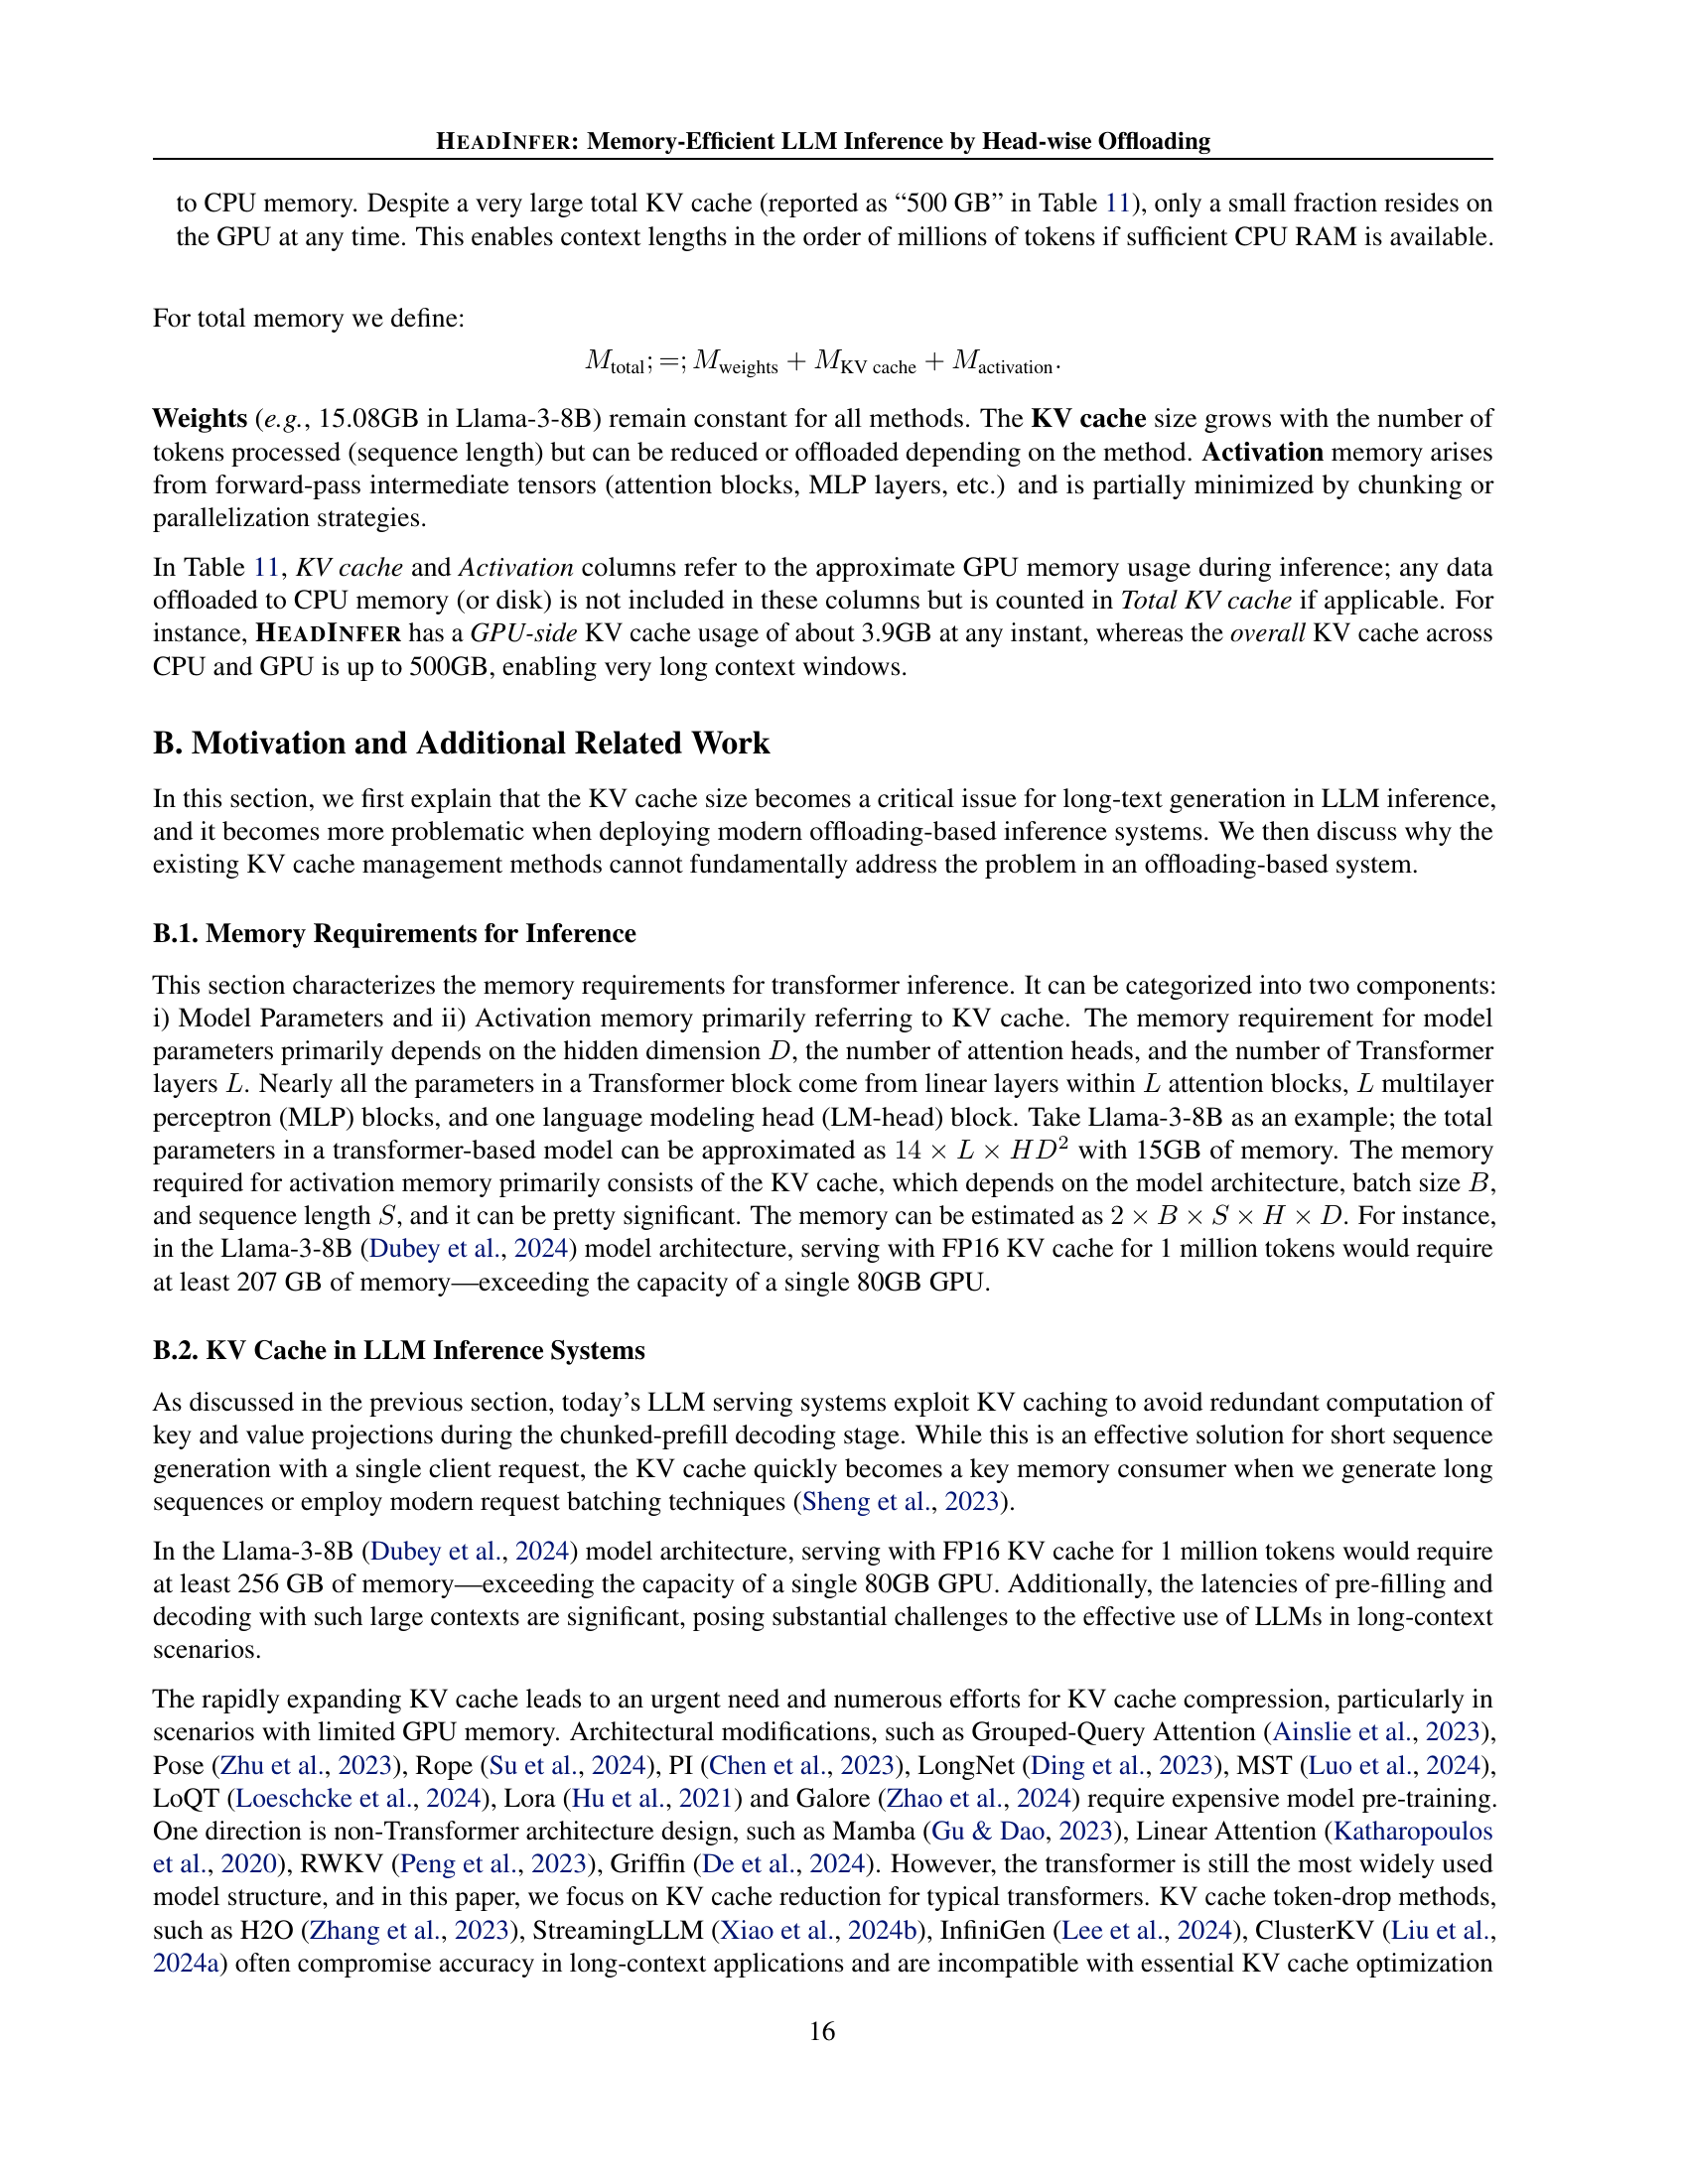 HEADINFER: Memory-Efficient LLM Inference by Head-wise Offloading
to CPU memory. Despite a very large total KV cache (reported as “500 GB” in Table 11), only a small fraction resides on
the GPU at any time. This enables context lengths in the order of millions of tokens if sufficient CPU RAM is available.
For total memory we define:
M_total; =; M_weights + M_KV cache + M_activation.
Weights (e.g., 15.08GB in Llama-3-8B) remain constant for all methods. The KV cache size grows with the number of
tokens processed (sequence length) but can be reduced or offloaded depending on the method. Activation memory arises
from forward-pass intermediate tensors (attention blocks, MLP layers, etc.) and is partially minimized by chunking or
parallelization strategies.
In Table 11, KV cache and Activation columns refer to the approximate GPU memory usage during inference; any data
offloaded to CPU memory (or disk) is not included in these columns but is counted in Total KV cache if applicable. For
instance, HEADINFER has a GPU-side KV cache usage of about 3.9GB at any instant, whereas the overall KV cache across
CPU and GPU is up to 500GB, enabling very long context windows.
B. Motivation and Additional Related Work
In this section, we first explain that the KV cache size becomes a critical issue for long-text generation in LLM inference,
and it becomes more problematic when deploying modern offloading-based inference systems. We then discuss why the
existing KV cache management methods cannot fundamentally address the problem in an offloading-based system.
B.1. Memory Requirements for Inference
This section characterizes the memory requirements for transformer inference. It can be categorized into two components:
i) Model Parameters and ii) Activation memory primarily referring to KV cache. The memory requirement for model
parameters primarily depends on the hidden dimension D, the number of attention heads, and the number of Transformer
layers L. Nearly all the parameters in a Transformer block come from linear layers within L attention blocks, L multilayer
perceptron (MLP) blocks, and one language modeling head (LM-head) block. Take Llama-3-8B as an example; the total
parameters in a transformer-based model can be approximated as 14 × L × HD² with 15GB of memory. The memory
required for activation memory primarily consists of the KV cache, which depends on the model architecture, batch size B,
and sequence length S, and it can be pretty significant. The memory can be estimated as 2 × B × S × H × D. For instance,
in the Llama-3-8B (Dubey et al., 2024) model architecture, serving with FP16 KV cache for 1 million tokens would require
at least 207 GB of memory—exceeding the capacity of a single 80GB GPU.
B.2. KV Cache in LLM Inference Systems
As discussed in the previous section, today’s LLM serving systems exploit KV caching to avoid redundant computation of
key and value projections during the chunked-prefill decoding stage. While this is an effective solution for short sequence
generation with a single client request, the KV cache quickly becomes a key memory consumer when we generate long
sequences or employ modern request batching techniques (Sheng et al., 2023).
In the Llama-3-8B (Dubey et al., 2024) model architecture, serving with FP16 KV cache for 1 million tokens would require
at least 256 GB of memory—exceeding the capacity of a single 80GB GPU. Additionally, the latencies of pre-filling and
decoding with such large contexts are significant, posing substantial challenges to the effective use of LLMs in long-context
scenarios.
The rapidly expanding KV cache leads to an urgent need and numerous efforts for KV cache compression, particularly in
scenarios with limited GPU memory. Architectural modifications, such as Grouped-Query Attention (Ainslie et al., 2023),
Pose (Zhu et al., 2023), Rope (Su et al., 2024), PI (Chen et al., 2023), LongNet (Ding et al., 2023), MST (Luo et al., 2024),
LoQT (Loeschcke et al., 2024), Lora (Hu et al., 2021) and Galore (Zhao et al., 2024) require expensive model pre-training.
One direction is non-Transformer architecture design, such as Mamba (Gu & Dao, 2023), Linear Attention (Katharopoulos
et al., 2020), RWKV (Peng et al., 2023), Griffin (De et al., 2024). However, the transformer is still the most widely used
model structure, and in this paper, we focus on KV cache reduction for typical transformers. KV cache token-drop methods,
such as H2O (Zhang et al., 2023), StreamingLLM (Xiao et al., 2024b), InfiniGen (Lee et al., 2024), ClusterKV (Liu et al.,
2024a) often compromise accuracy in long-context applications and are incompatible with essential KV cache optimization
16